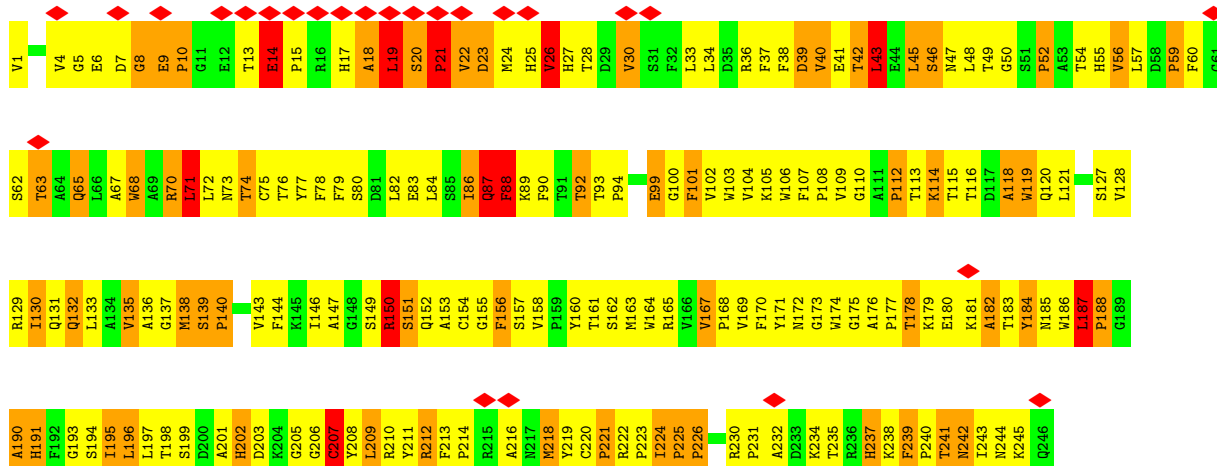 V1 V4 G5 E6 D7 G8 E9 P10 G11 E12 T13 E14 P15 R16 H17 A18 L19 S20 P21 V22 D23 M24 H25 V26 H27 T28 D29 V30 S31 F32 L33 L34 D35 R36 F37 F38 D39 V40 E41 T42 L43 E44 L45 S46 N47 L48 T49 G50 S51 P52 A53 T54 H55 V56 L57 D58 P59 F60 G61
S62 T63 A64 Q65 L66 A67 W68 A69 R70 L71 L72 N73 T74 C75 T76 Y77 F78 F79 S80 D81 L82 E83 L84 S85 I86 Q87 F88 K89 F90 T91 T92 T93 P94 E99 G100 F101 V102 W103 V104 K105 W106 F107 P108 V109 G110 A111 P112 T113 K114 T115 T116 D117 A118 W119 Q120 L121 S127 V128
R129 I130 Q131 Q132 L133 A134 V135 A136 G137 M138 S139 P140 V143 F144 K145 I146 A147 G148 S149 R150 S151 Q152 A153 C154 G155 F156 S157 V158 P159 Y160 T161 S162 M163 W164 R165 V166 V167 P168 V169 F170 Y171 N172 G173 W174 G175 A176 P177 T178 K179 E180 K181 A182 T183 Y184 N185 W186 L187 P188 G189
A190 H191 F192 G193 S194 I195 L196 L197 T198 S199 D200 A201 H202 D203 K204 G205 G206 C207 Y208 L209 R210 Y211 R212 F213 P214 R215 A216 N217 M218 Y219 C220 P221 R222 P223 I224 P225 P226 R230 P231 A232 D233 K234 T235 R236 H237 K238 F239 P240 T241 N242 I243 N244 K245 Q246